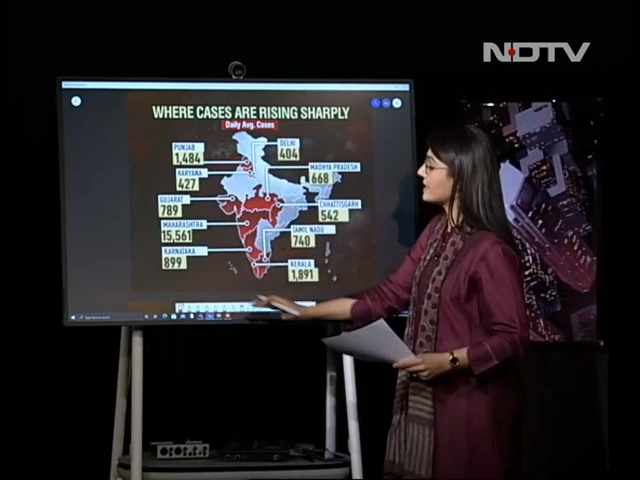 NDTV
WHERE CASES ARE RISING SHARPLY
Daily Avg. Cases
PUNJAB
1,484
DELHI
404
HARYANA
427
MADHYA PRADESH
668
GUJARAT
789
CHHATTISGARH
542
MAHARASHTRA
15,561
TAMIL NADU
740
KARNATAKA
899
KERALA
1,891